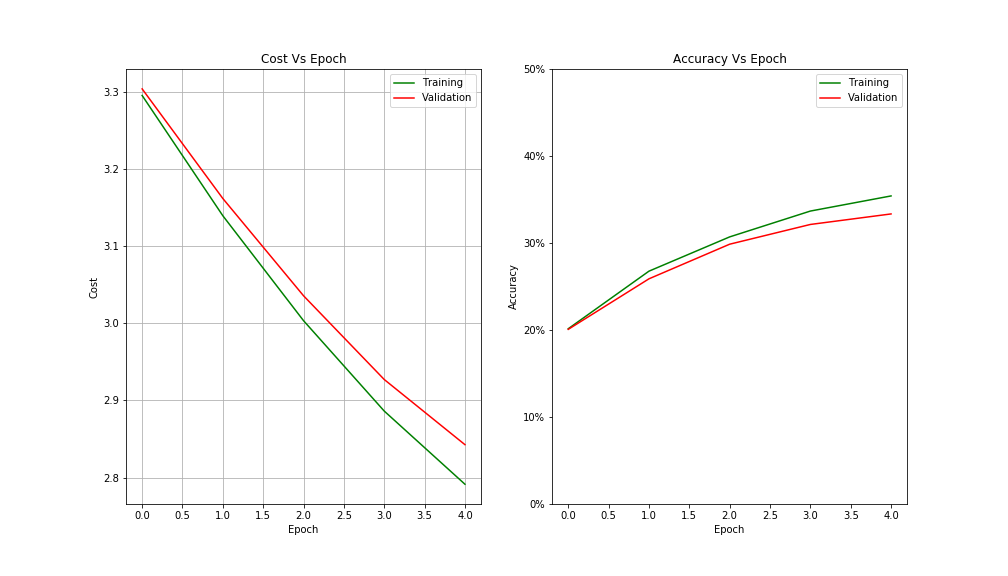 Cost Vs Epoch
Training
Validation
3.3
3.2
3.1
3.0
2.9
2.8
Cost
0.0 0.5 1.0 1.5 2.0 2.5 3.0 3.5 4.0
Epoch
Accuracy Vs Epoch
Training
Validation
50%
40%
30%
20%
10%
0%
Accuracy
0.0 0.5 1.0 1.5 2.0 2.5 3.0 3.5 4.0
Epoch